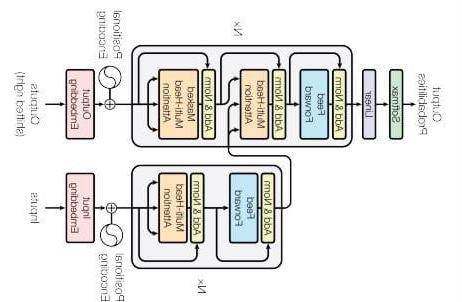 Output
Probabilities
Softmax
Linear
Add & Norm
Feed
Forward
Add & Norm
Multi-Head
Attention
Add & Norm
Masked
Multi-Head
Attention
Nx
Positional
Encoding
Output
Embedding
Outputs
(shifted right)
Add & Norm
Feed
Forward
Add & Norm
Multi-Head
Attention
Nx
Positional
Encoding
Input
Embedding
Inputs